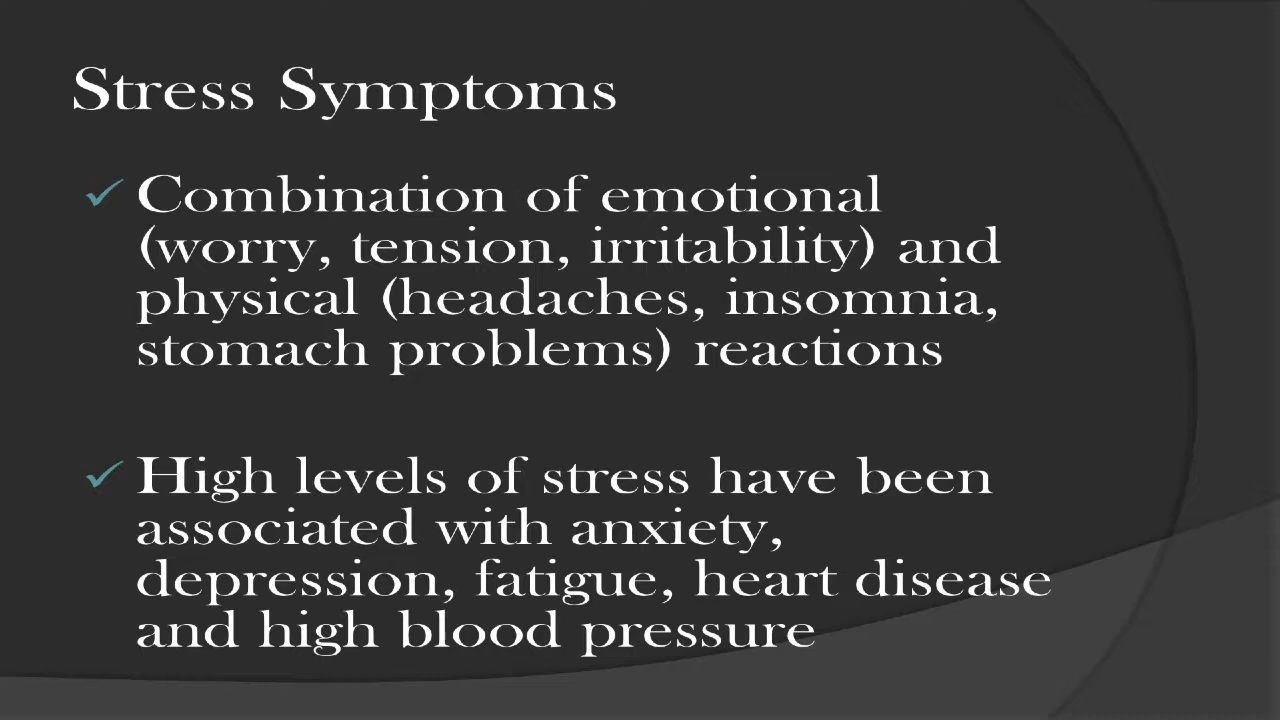 Stress Symptoms
Combination of emotional
(worry, tension, irritability) and
physical (headaches, insomnia,
stomach problems) reactions
High levels of stress have been
associated with anxiety,
depression, fatigue, heart disease
and high blood pressure